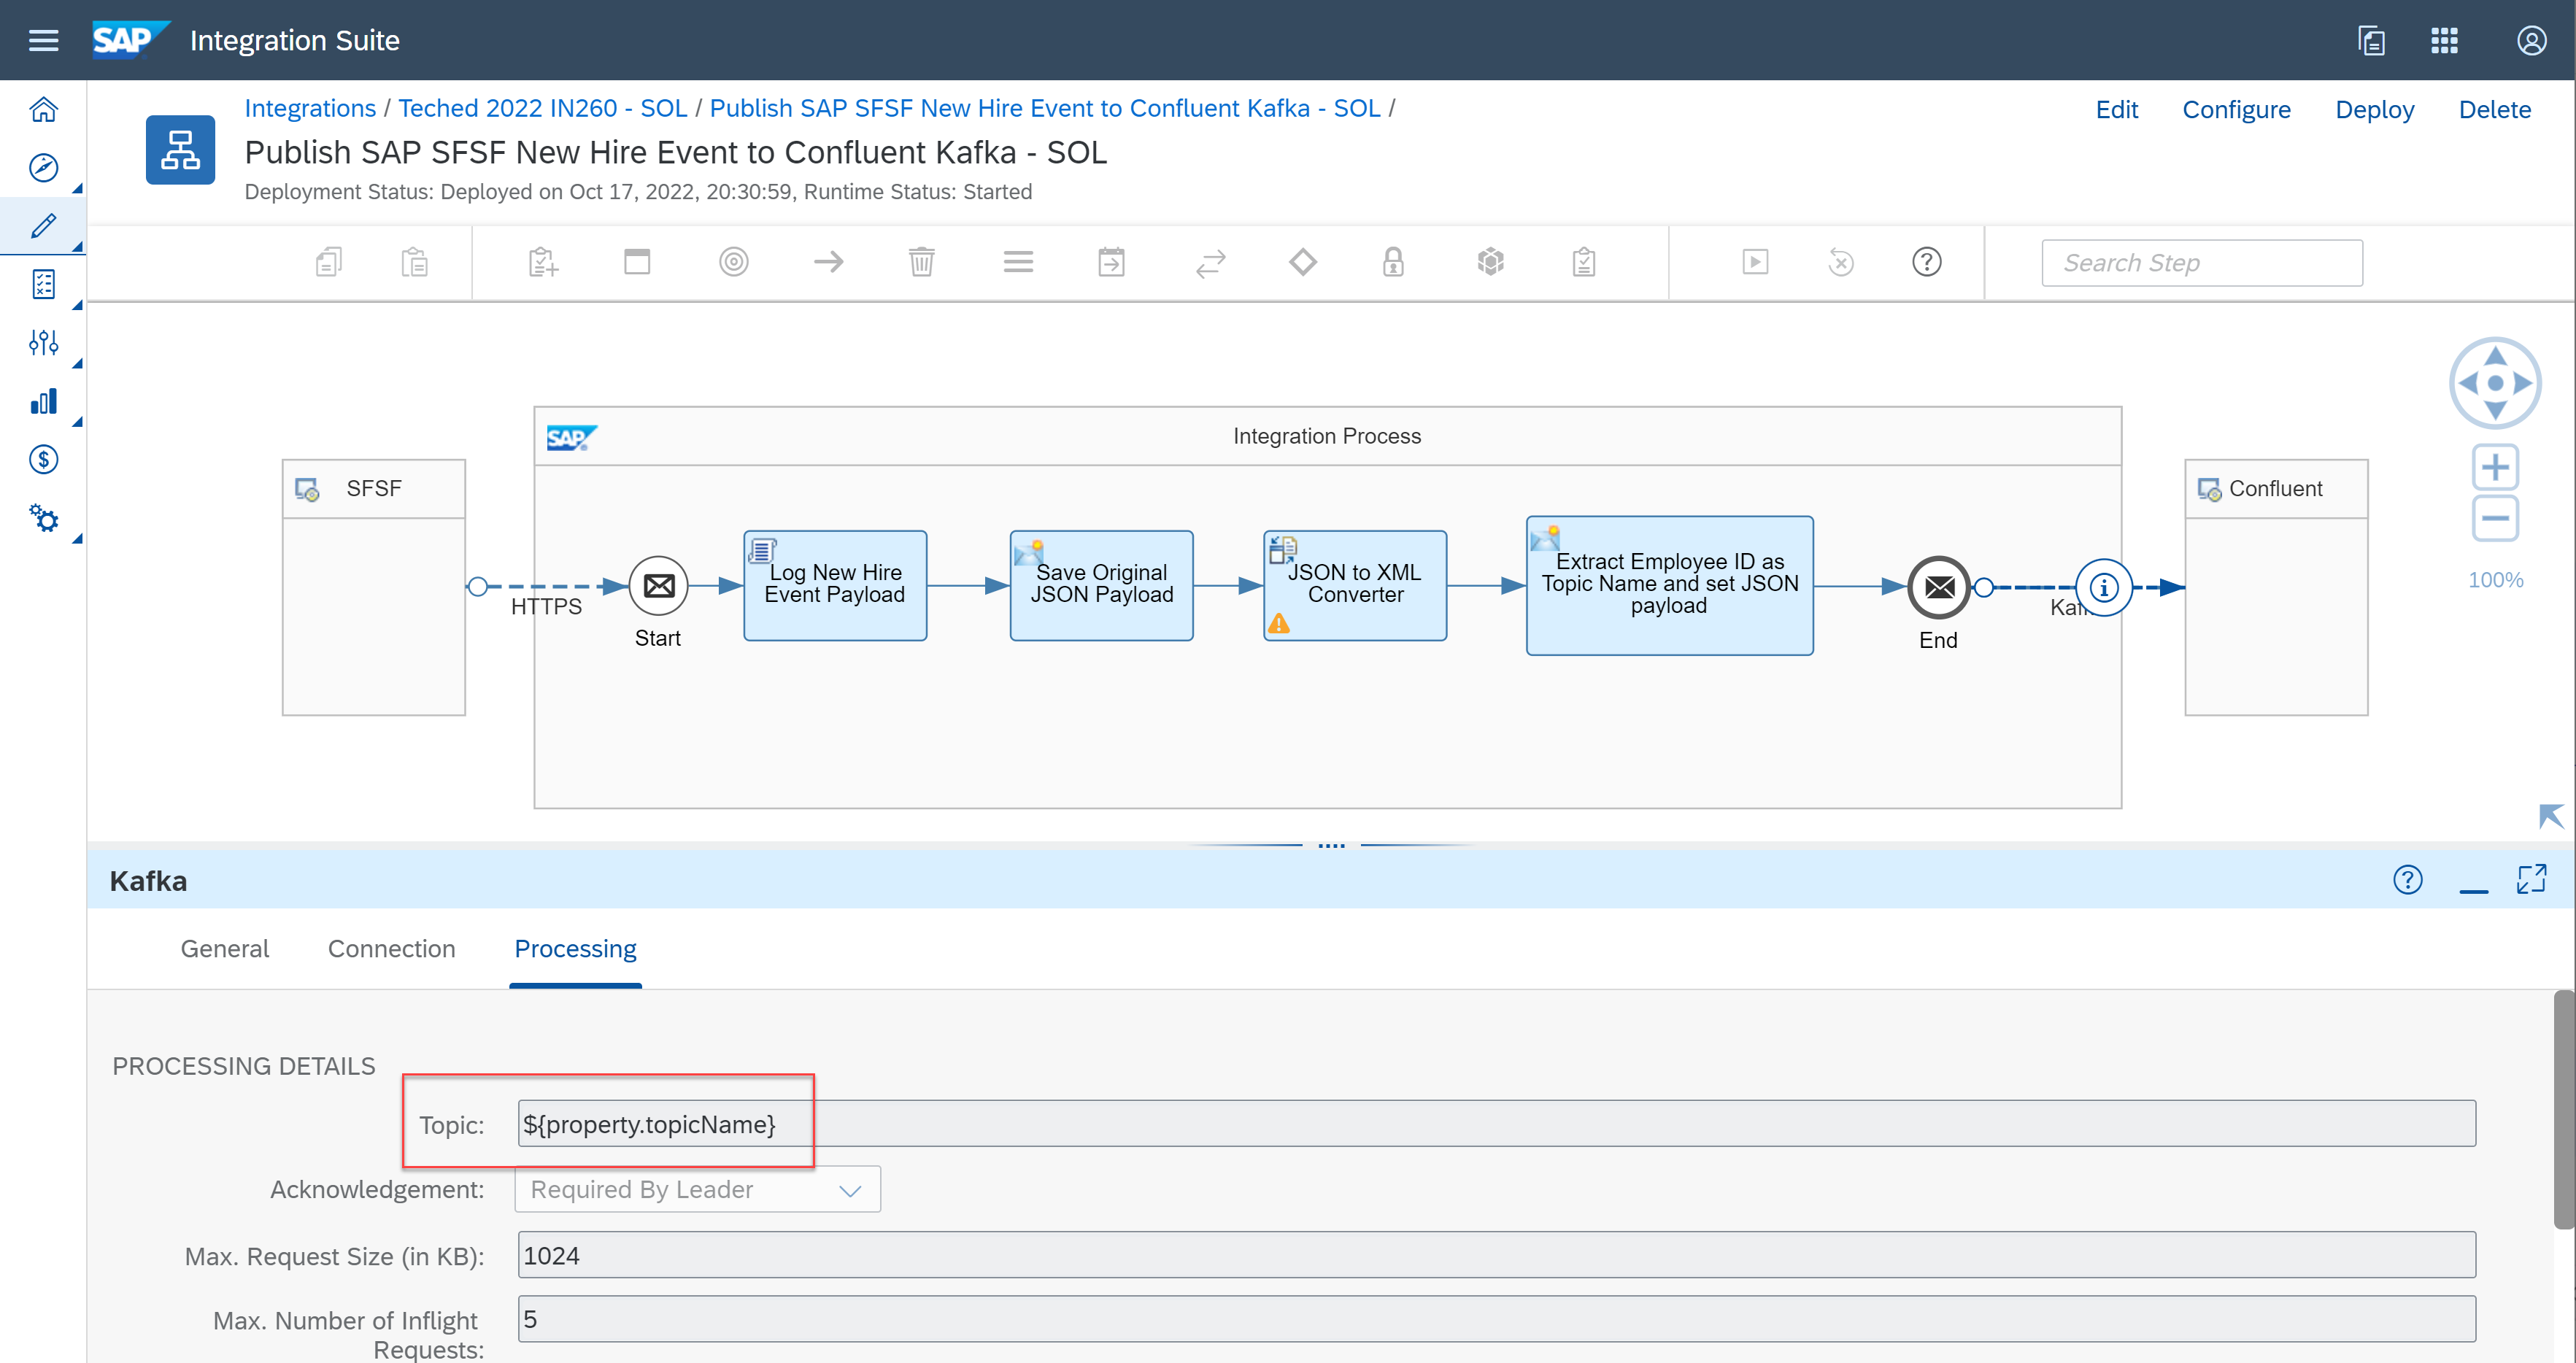 SAP Integration Suite
Integrations / Teched 2022 IN260 - SOL / Publish SAP SFSF New Hire Event to Confluent Kafka - SOL /
Edit Configure Deploy Delete
Publish SAP SFSF New Hire Event to Confluent Kafka - SOL
Deployment Status: Deployed on Oct 17, 2022, 20:30:59, Runtime Status: Started
Search Step
SAP
Integration Process
SFSF
HTTPS
Start
Log New Hire
Event Payload
Save Original
JSON Payload
JSON to XML
Converter
Extract Employee ID as
Topic Name and set JSON
payload
End
Confluent
100%
Kafka
General Connection Processing
PROCESSING DETAILS
Topic: ${property.topicName}
Acknowledgement: Required By Leader
Max. Request Size (in KB): 1024
Max. Number of Inflight
Requests: 5